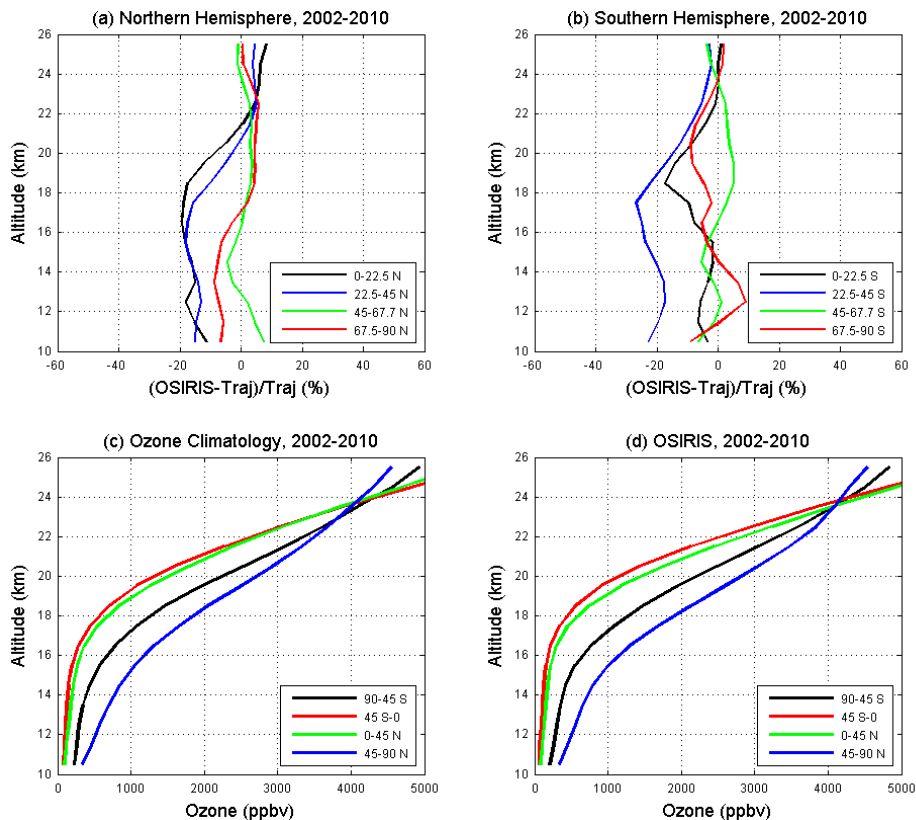 (a) Northern Hemisphere, 2002-2010
26
24
22
20
18
16
14
12
10
Altitude (km)
0-22.5 N
22.5-45 N
45-67.7 N
67.5-90 N
-60 -40 -20 0 20 40 60
(OSIRIS-Traj)/Traj (%)
(b) Southern Hemisphere, 2002-2010
26
24
22
20
18
16
14
12
10
Altitude (km)
0-22.5 S
22.5-45 S
45-67.7 S
67.5-90 S
-60 -40 -20 0 20 40 60
(OSIRIS-Traj)/Traj (%)
(c) Ozone Climatology, 2002-2010
26
24
22
20
18
16
14
12
10
Altitude (km)
90-45 S
45 S-0
0-45 N
45-90 N
0 1000 2000 3000 4000 5000
Ozone (ppbv)
(d) OSIRIS, 2002-2010
26
24
22
20
18
16
14
12
10
Altitude (km)
90-45 S
45 S-0
0-45 N
45-90 N
0 1000 2000 3000 4000 5000
Ozone (ppbv)